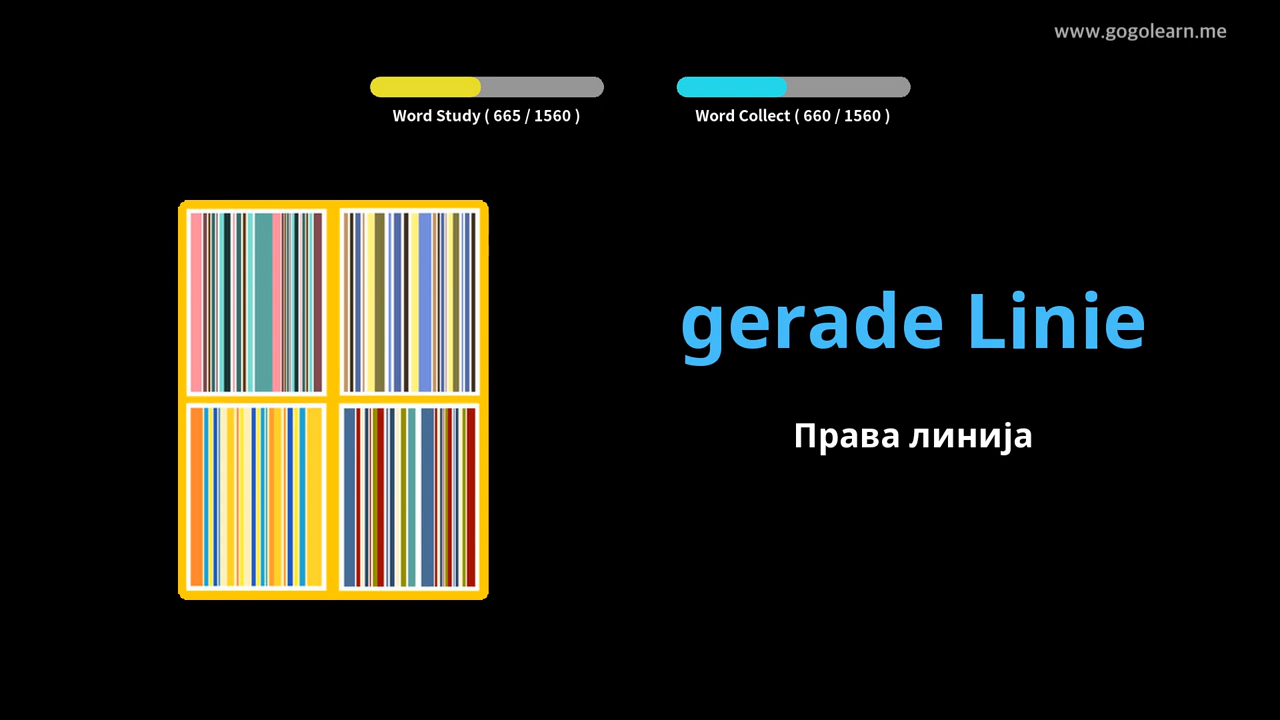 www.gogolearn.me
Word Study ( 665 / 1560 )
Word Collect ( 660 / 1560 )
gerade Linie
Права линија